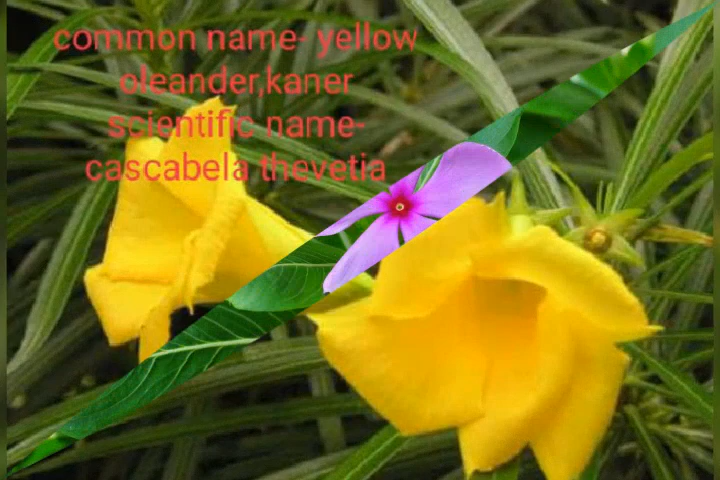 common name- yellow
oleander,kaner
scientific name-
cascabela thevetia